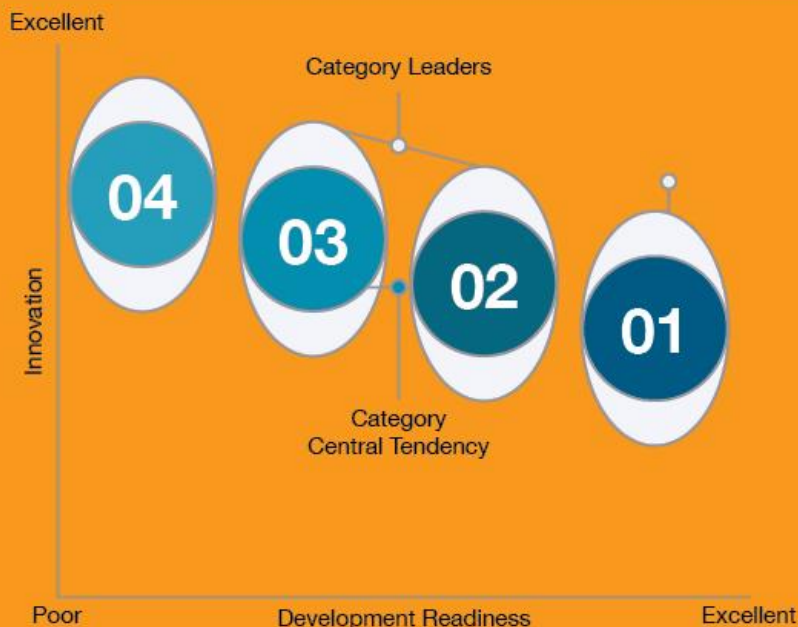 Excellent
Category Leaders
04
03
02
01
Innovation
Category
Central Tendency
Poor
Development Readiness
Excellent